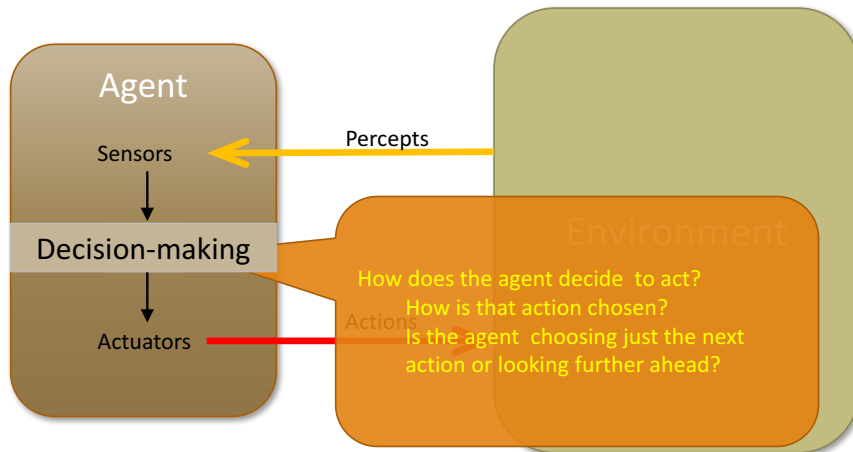 Agent
Percepts
Sensors
Environment
Decision-making
How does the agent decide  to act?
How is that action chosen?
Actions
Is the agent  choosing just the next
action or looking further ahead?
Actuators